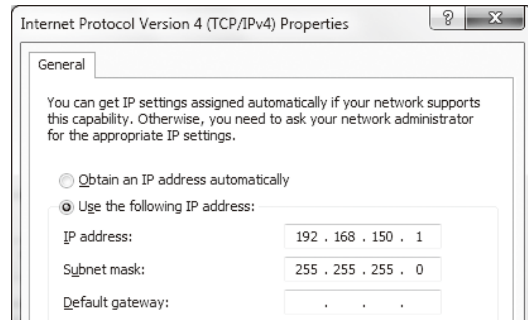 Internet Protocol Version 4 (TCP/IPv4) Properties
? X
General
You can get IP settings assigned automatically if your network supports
this capability. Otherwise, you need to ask your network administrator
for the appropriate IP settings.
Obtain an IP address automatically
Use the following IP address:
IP address: 192 . 168 . 150 . 1
Subnet mask: 255 . 255 . 255 . 0
Default gateway: . . .